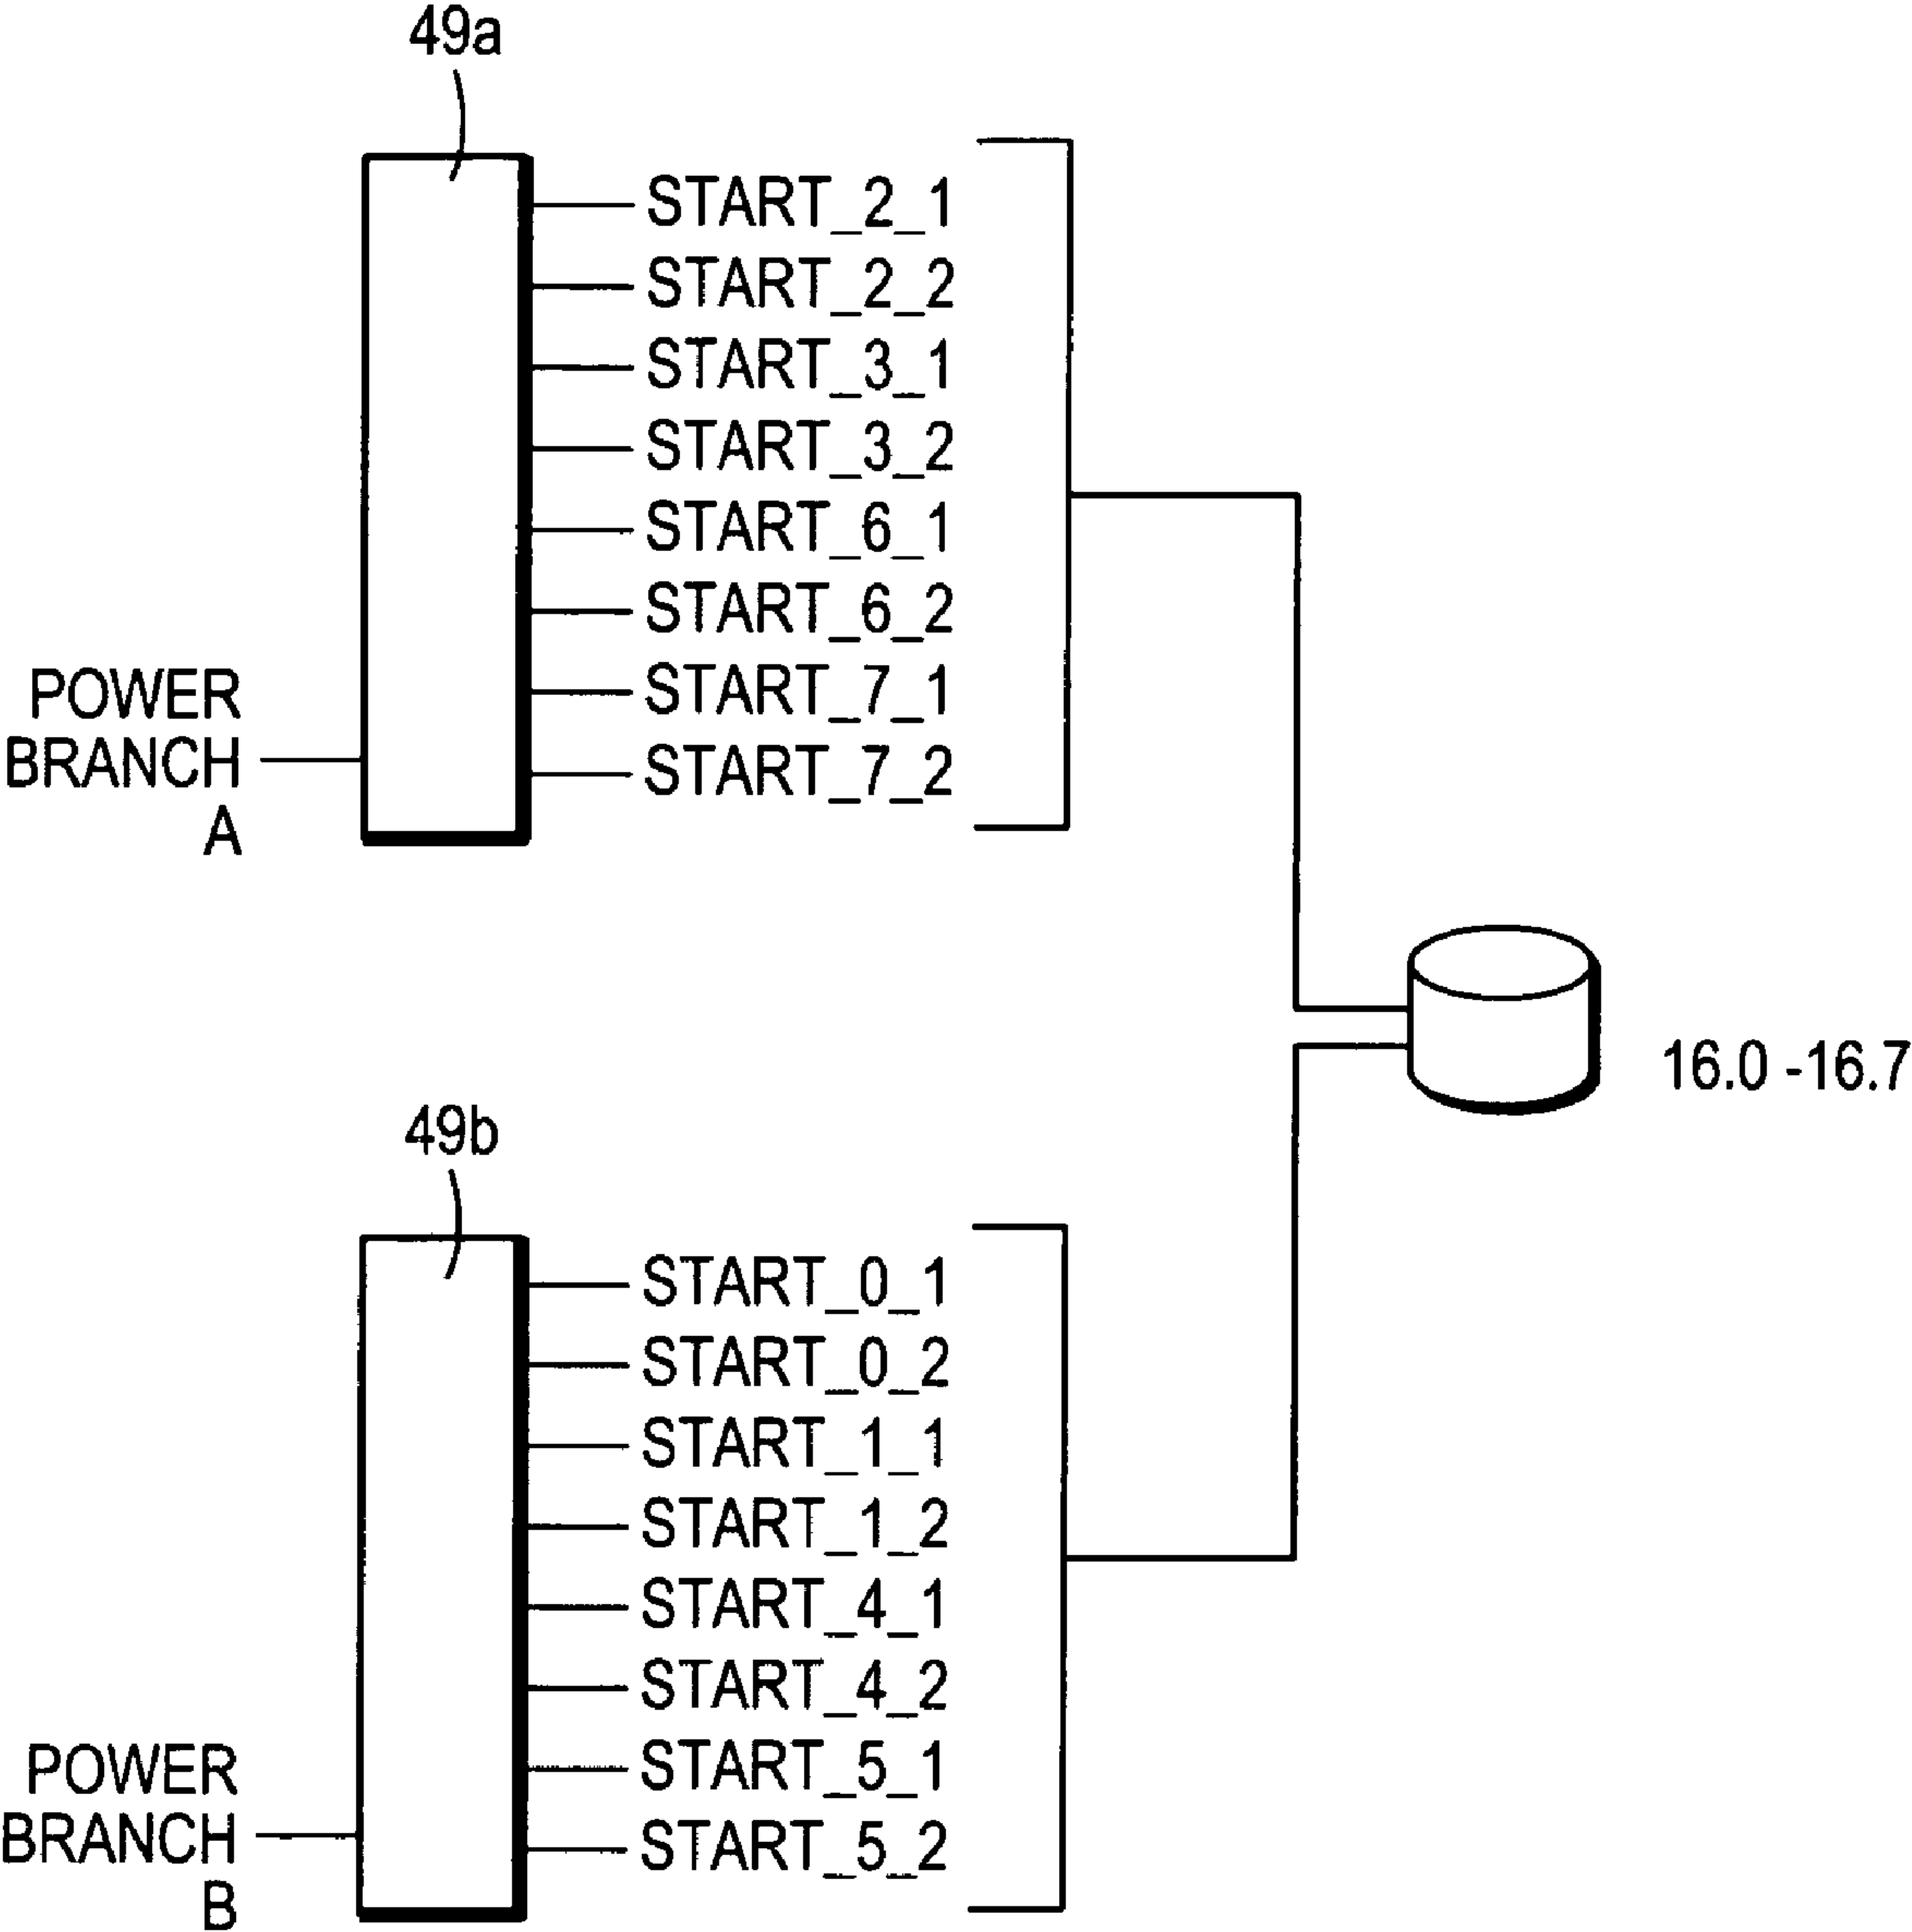 49a
START_2_1
START_2_2
START_3_1
START_3_2
START_6_1
START_6_2
START_7_1
START_7_2
POWER
BRANCH
A
16.0 -16.7
49b
START_0_1
START_0_2
START_1_1
START_1_2
START_4_1
START_4_2
START_5_1
START_5_2
POWER
BRANCH
B